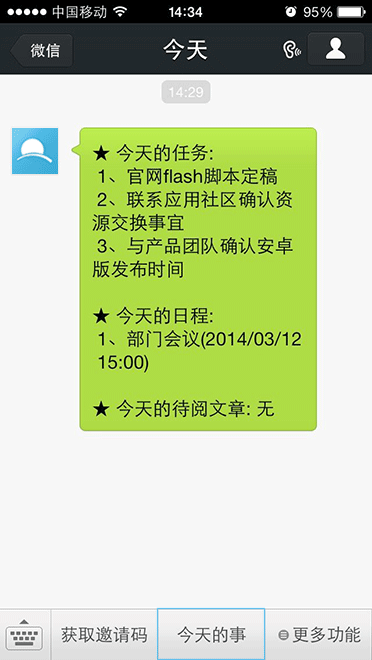 中国移动 14:34 95%
微信 今天
14:29
★ 今天的任务:
1、官网flash脚本定稿
2、联系应用社区确认资
源交换事宜
3、与产品团队确认安卓
版发布时间
★ 今天的日程:
1、部门会议(2014/03/12
15:00)
★ 今天的待阅文章: 无
获取邀请码 今天的事 更多功能